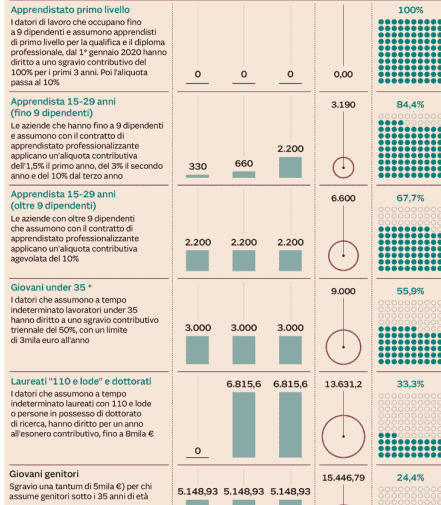 Apprendistato primo livello
I datori di lavoro che occupano fino
a 9 dipendenti e assumono apprendisti
di primo livello per la qualifica e il diploma
professionale, dal 1° gennaio 2020 hanno
diritto a uno sgravio contributivo del
100% per i primi 3 anni. Poi l'aliquota
passa al 10%
0 0 0 0,00
100%
Apprendista 15-29 anni
(fino 9 dipendenti)
Le aziende che hanno fino a 9 dipendenti
e assumono con il contratto di
apprendistato professionalizzante
applicano un'aliquota contributiva
dell'1,5% il primo anno, del 3% il secondo
anno e del 10% dal terzo anno
330 660 2.200 3.190
84,4%
Apprendista 15-29 anni
(oltre 9 dipendenti)
Le aziende con oltre 9 dipendenti
che assumono con il contratto di
apprendistato professionalizzante
applicano un'aliquota contributiva
agevolata del 10%
2.200 2.200 2.200 6.600
67,7%
Giovani under 35 *
I datori che assumono a tempo
indeterminato lavoratori under 35
hanno diritto a uno sgravio contributivo
triennale del 50%, con un limite
di 3mila euro all'anno
3.000 3.000 3.000 9.000
55,9%
Laureati "110 e lode" e dottorati
I datori che assumono a tempo
indeterminato laureati con 110 e lode
o persone in possesso di dottorato
di ricerca, hanno diritto per un anno
all'esonero contributivo, fino a 8mila €
0 6.815,6 6.815,6 13.631,2
33,3%
Giovani genitori
Sgravio una tantum di 5mila €) per chi
assume genitori sotto i 35 anni di età
5.148,93 5.148,93 5.148,93 15.446,79
24,4%